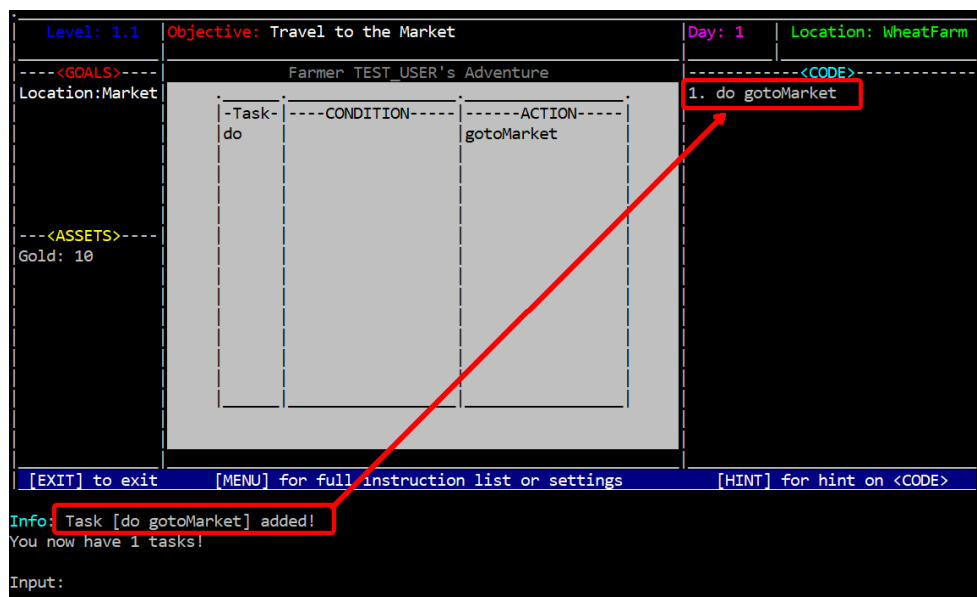 Level: 1.1 Objective: Travel to the Market Day: 1 Location: WheatFarm
----<GOALS>---- Farmer TEST_USER's Adventure -----------<CODE>-----------
Location:Market 1. do gotoMarket
-Task- ----CONDITION----- ------ACTION-----
do gotoMarket
---<ASSETS>----
Gold: 10
[EXIT] to exit [MENU] for full instruction list or settings [HINT] for hint on <CODE>
Info: Task [do gotoMarket] added!
You now have 1 tasks!
Input: